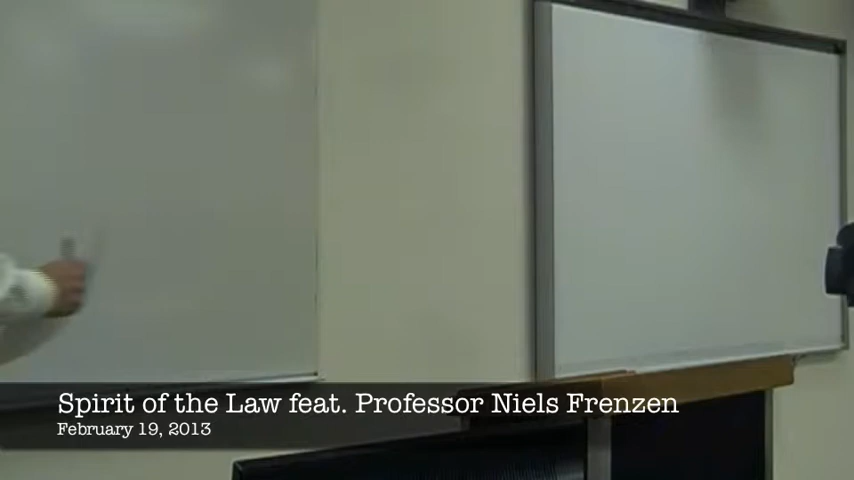 Spirit of the Law feat. Professor Niels Frenzen
February 19, 2013